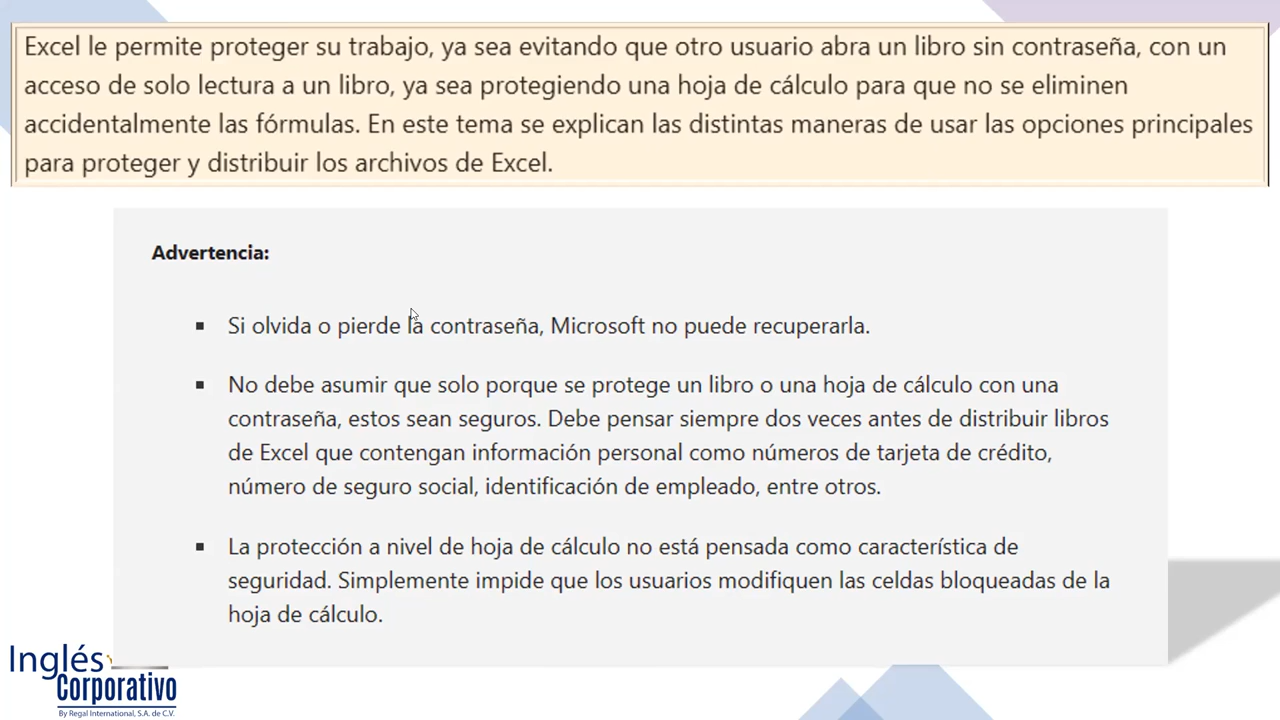 Excel le permite proteger su trabajo, ya sea evitando que otro usuario abra un libro sin contraseña, con un
acceso de solo lectura a un libro, ya sea protegiendo una hoja de cálculo para que no se eliminen
accidentalmente las fórmulas. En este tema se explican las distintas maneras de usar las opciones principales
para proteger y distribuir los archivos de Excel.
Advertencia:
▪ Si olvida o pierde la contraseña, Microsoft no puede recuperarla.
▪ No debe asumir que solo porque se protege un libro o una hoja de cálculo con una
contraseña, estos sean seguros. Debe pensar siempre dos veces antes de distribuir libros
de Excel que contengan información personal como números de tarjeta de crédito,
número de seguro social, identificación de empleado, entre otros.
▪ La protección a nivel de hoja de cálculo no está pensada como característica de
seguridad. Simplemente impide que los usuarios modifiquen las celdas bloqueadas de la
hoja de cálculo.
Inglés
Corporativo
By Regal International, S.A. de C.V.